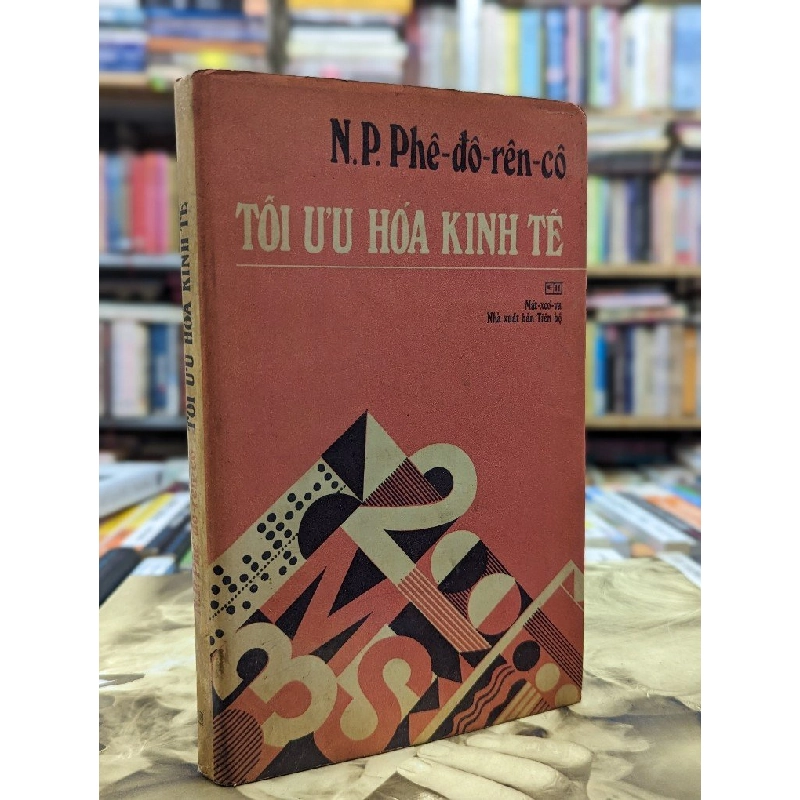 N.P. Phê-đô-rên-cô
TỐI ƯU HÓA KINH TẾ
Mát-xcơ-va
Nhà xuất bản Tiến bộ
TỐI ƯU HÓA KINH TẾ